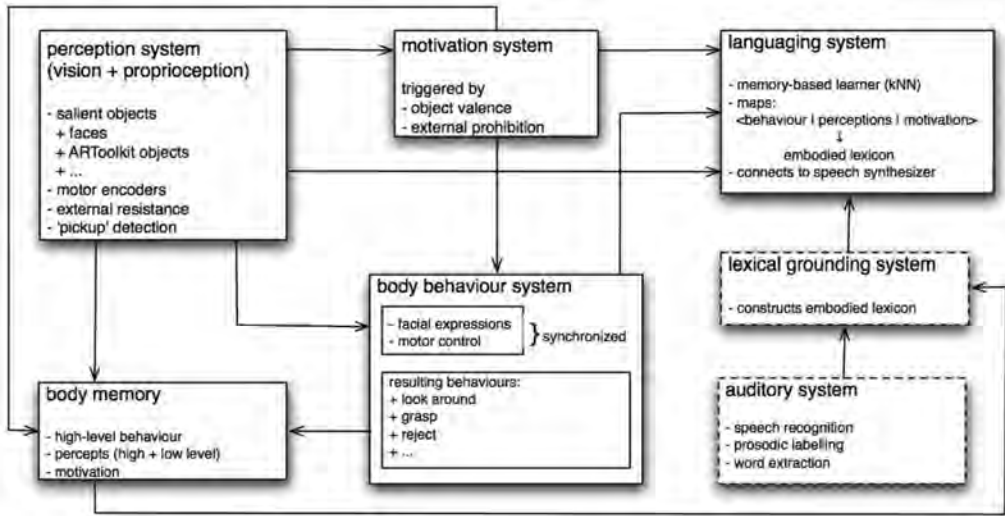 perception system
(vision + proprioception)
- salient objects
+ faces
+ ARToolkit objects
+ ...
- motor encoders
- external resistance
- 'pickup' detection
motivation system
triggered by
- object valence
- external prohibition
languaging system
- memory-based learner (kNN)
- maps:
<behaviour | perceptions | motivation>
↓
embodied lexicon
- connects to speech synthesizer
body behaviour system
- facial expressions
- motor control
} synchronized
resulting behaviours:
+ look around
+ grasp
+ reject
+ ...
lexical grounding system
- constructs embodied lexicon
body memory
- high-level behaviour
- percepts (high + low level)
- motivation
auditory system
- speech recognition
- prosodic labelling
- word extraction